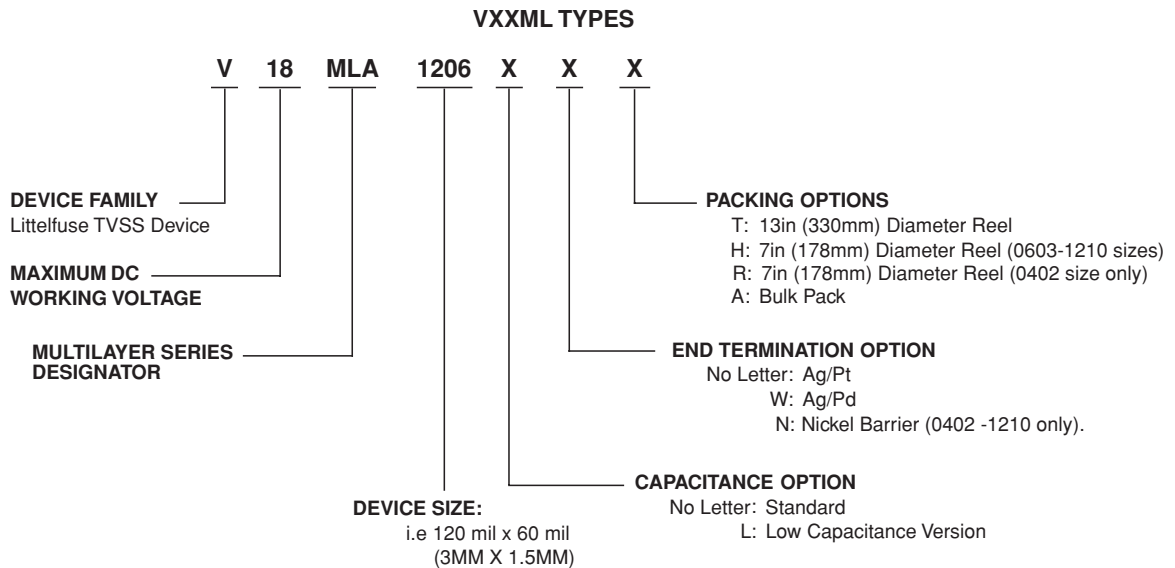 VXXML TYPES
V 18 MLA 1206 X X X
DEVICE FAMILY
Littelfuse TVSS Device
MAXIMUM DC
WORKING VOLTAGE
MULTILAYER SERIES
DESIGNATOR
DEVICE SIZE:
i.e 120 mil x 60 mil
(3MM X 1.5MM)
PACKING OPTIONS
T: 13in (330mm) Diameter Reel
H: 7in (178mm) Diameter Reel (0603-1210 sizes)
R: 7in (178mm) Diameter Reel (0402 size only)
A: Bulk Pack
END TERMINATION OPTION
No Letter: Ag/Pt
W: Ag/Pd
N: Nickel Barrier (0402 -1210 only).
CAPACITANCE OPTION
No Letter: Standard
L: Low Capacitance Version